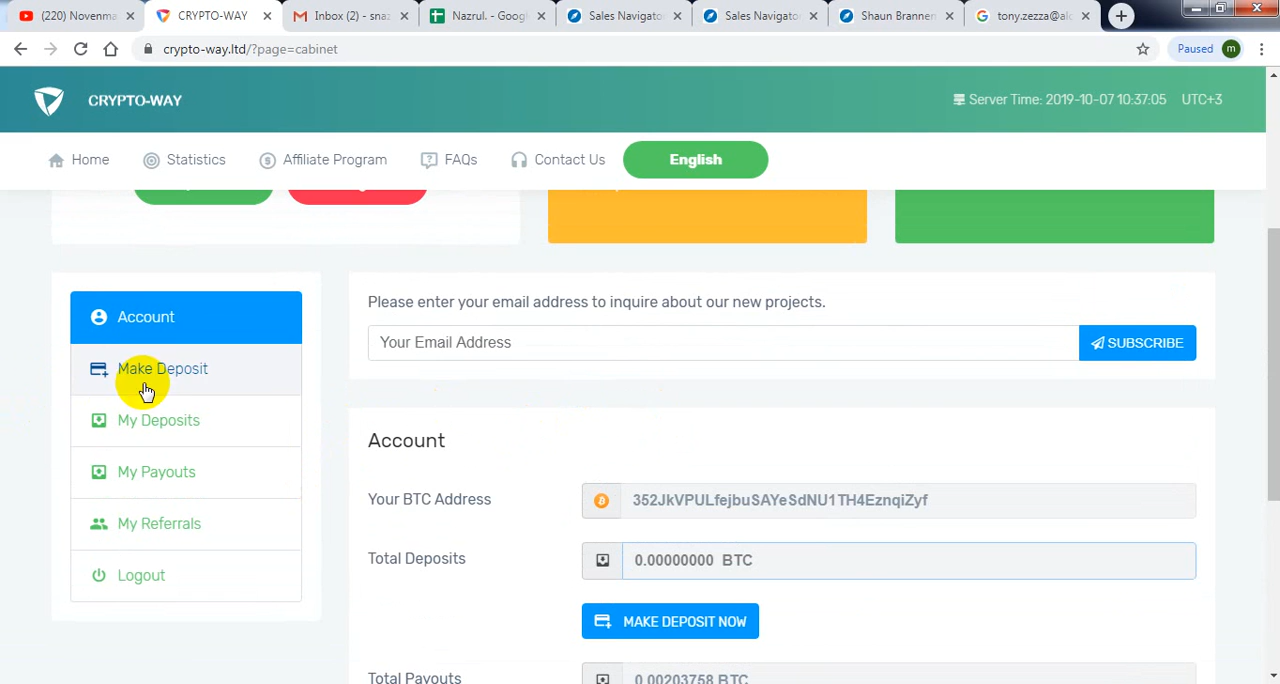 (220) Novenma
CRYPTO-WAY
Inbox (2) - snaz
Nazrul. - Googl
Sales Navigato
Sales Navigato
Shaun Brannen
tony.zezza@alc
crypto-way.ltd/?page=cabinet
Paused
m
CRYPTO-WAY
Server Time: 2019-10-07 10:37:05 UTC+3
Home
Statistics
Affiliate Program
FAQs
Contact Us
English
Account
Make Deposit
My Deposits
My Payouts
My Referrals
Logout
Please enter your email address to inquire about our new projects.
Your Email Address
SUBSCRIBE
Account
Your BTC Address
352JkVPULfejbuSAYeSdNU1TH4EznqiZyf
Total Deposits
0.00000000 BTC
MAKE DEPOSIT NOW
Total Payouts
0.00203758 BTC